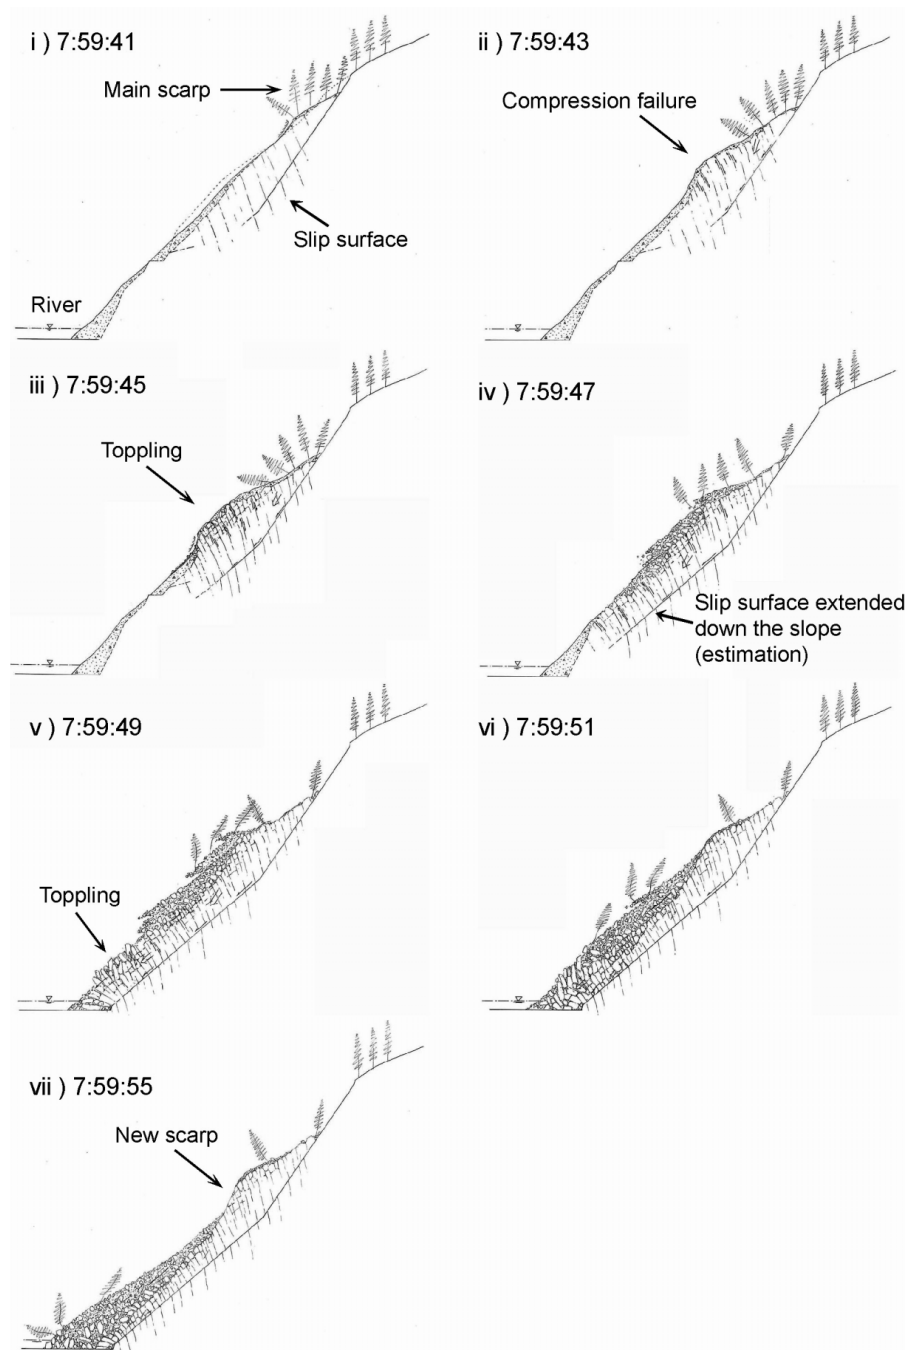 i ) 7:59:41
Main scarp
Slip surface
River
ii ) 7:59:43
Compression failure
iii ) 7:59:45
Toppling
iv ) 7:59:47
Slip surface extended
down the slope
(estimation)
v ) 7:59:49
Toppling
vi ) 7:59:51
vii ) 7:59:55
New scarp